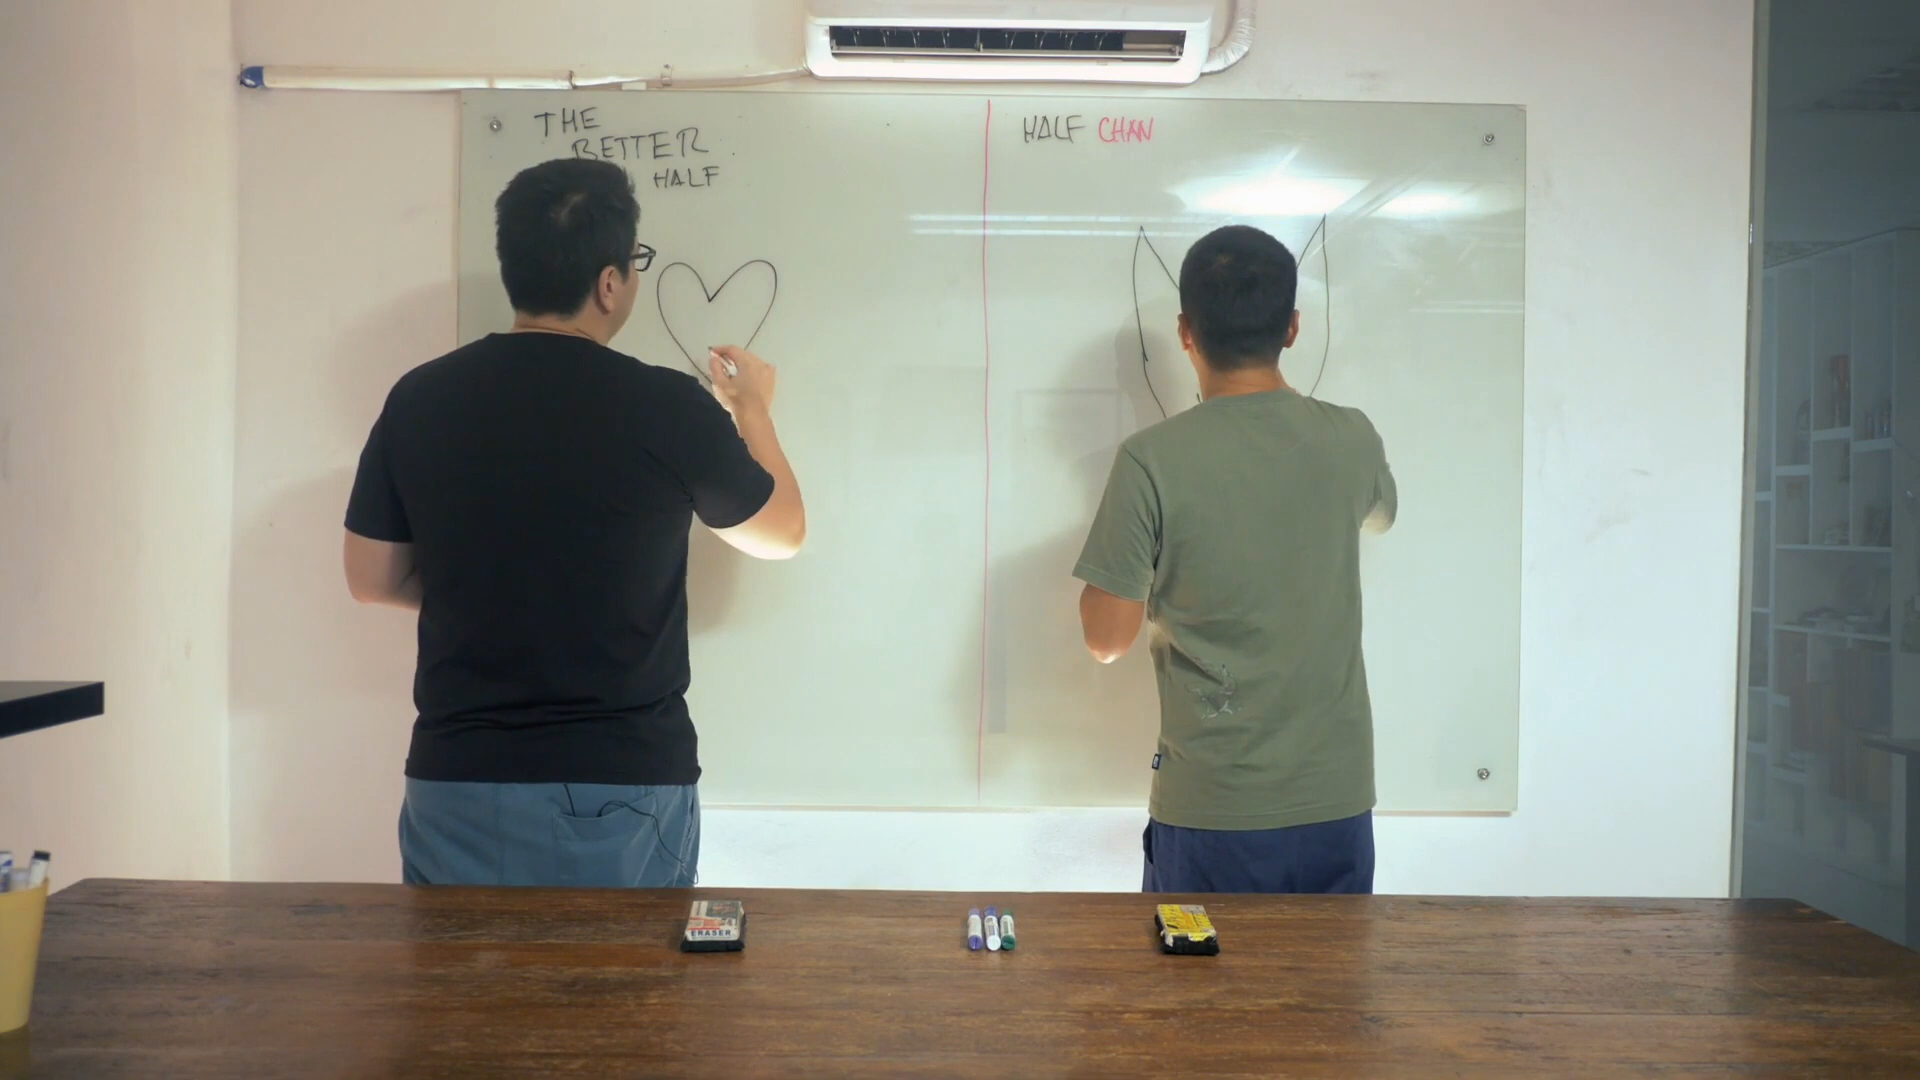 THE
BETTER
HALF
HALF CHAN
ERASER